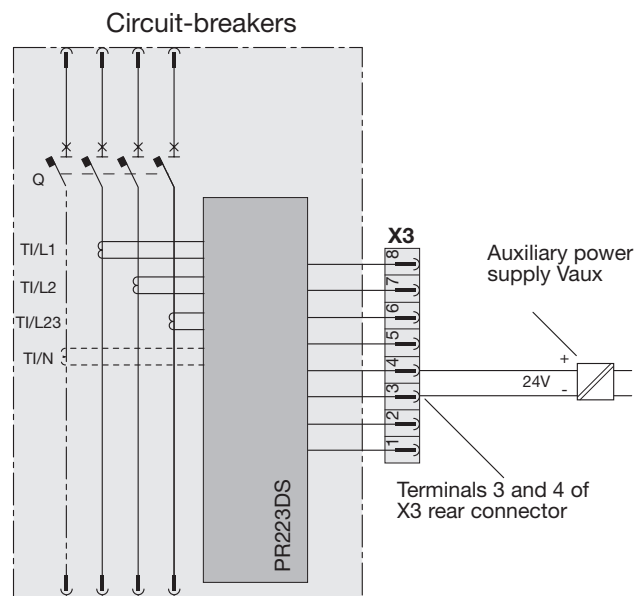 Circuit-breakers
Q
TI/L1
TI/L2
TI/L23
TI/N
PR223DS
X3
8
7
6
5
4
3
2
1
Auxiliary power
supply Vaux
+
24V
-
Terminals 3 and 4 of
X3 rear connector